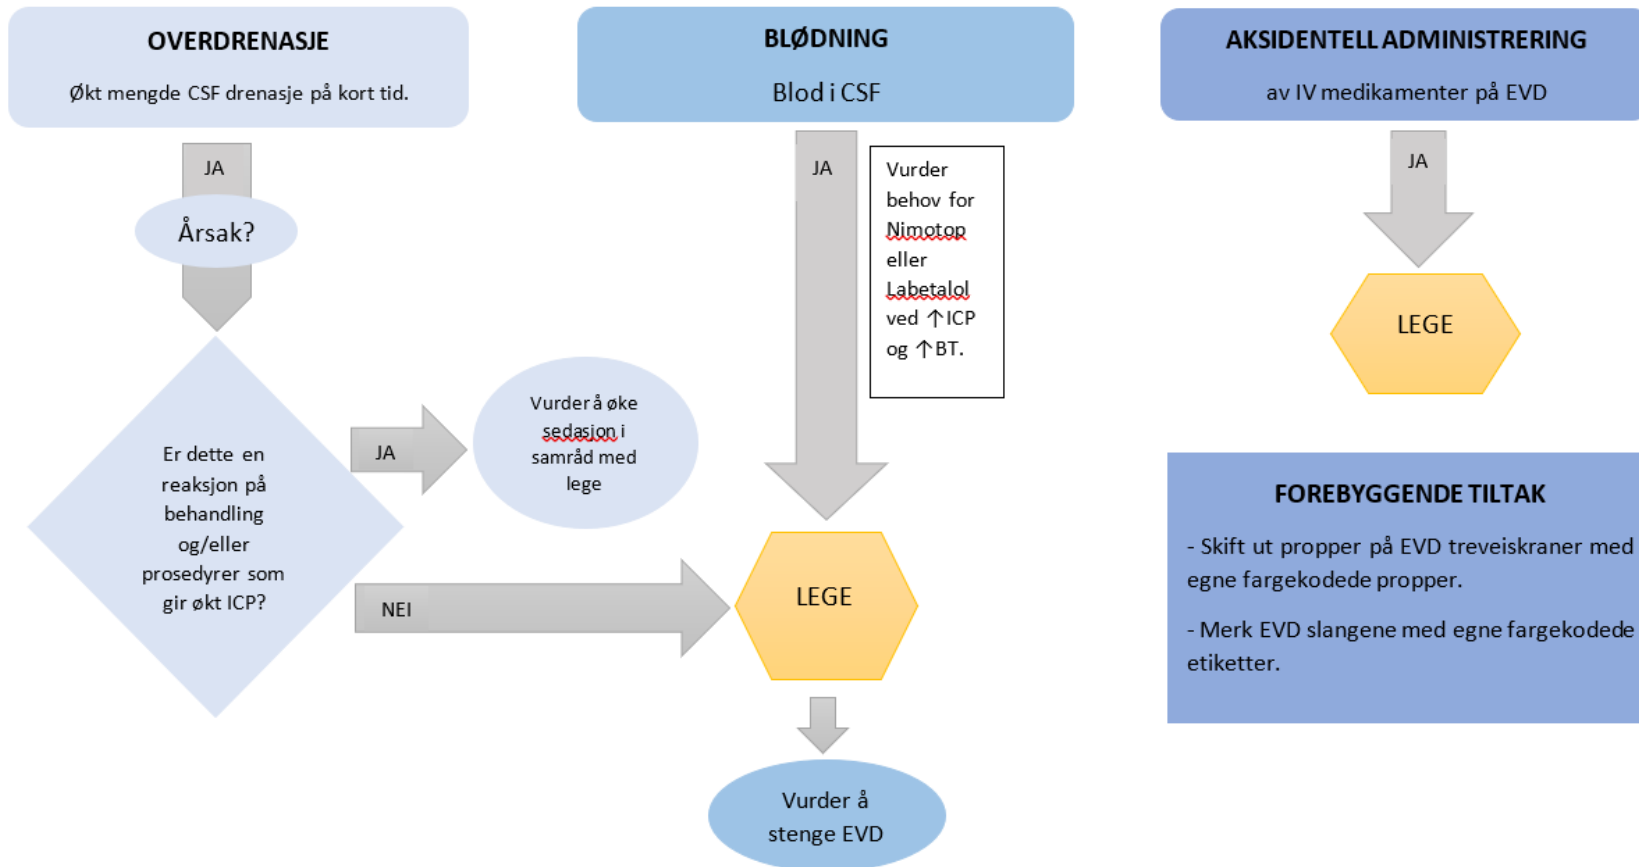 OVERDRENASJE
Økt mengde CSF drenasje på kort tid.
JA
Årsak?
Er dette en
reaksjon på
behandling
og/eller
prosedyrer som
gir økt ICP?
JA
Vurder å øke
sedasjon i
samråd med
lege
NEI
BLØDNING
Blod i CSF
JA
Vurder
behov for
Nimotop
eller
Labetalol
ved ↑ICP
og ↑BT.
LEGE
Vurder å
stenge EVD
AKSIDENTELL ADMINISTRERING
av IV medikamenter på EVD
JA
LEGE
FOREBYGGENDE TILTAK
- Skift ut propper på EVD treveiskraner med
egne fargekodede propper.
- Merk EVD slangene med egne fargekodede
etiketter.